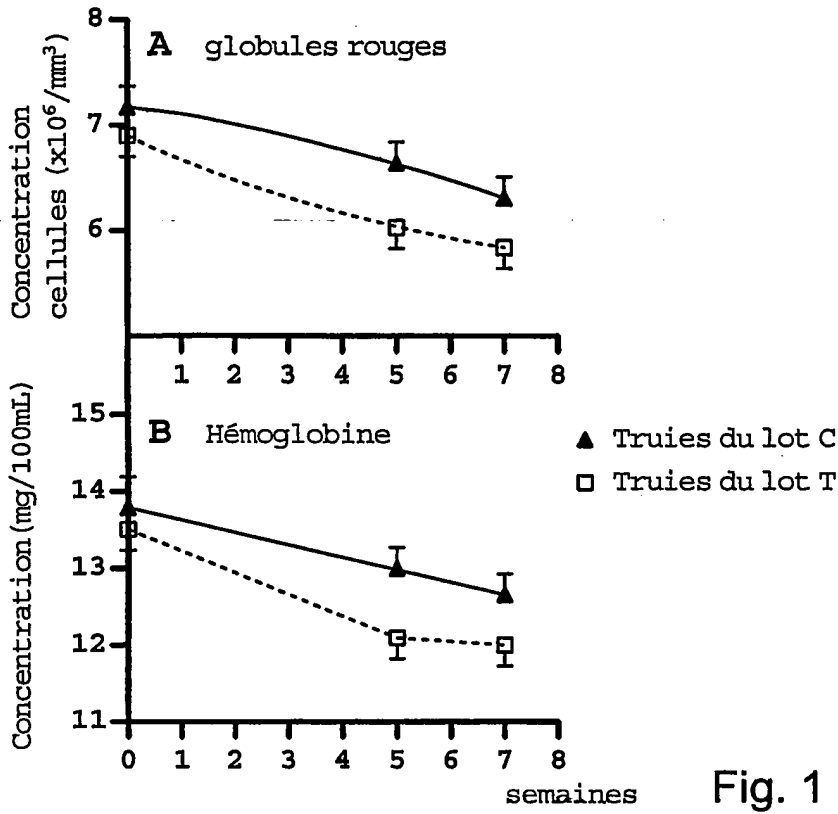 A globules rouges
Concentration
cellules (x10⁶/mm³)
8
7
6
1 2 3 4 5 6 7 8
B Hémoglobine
Concentration (mg/100mL)
15
14
13
12
11
0 1 2 3 4 5 6 7 8
semaines
▲ Truies du lot C
□ Truies du lot T
Fig. 1